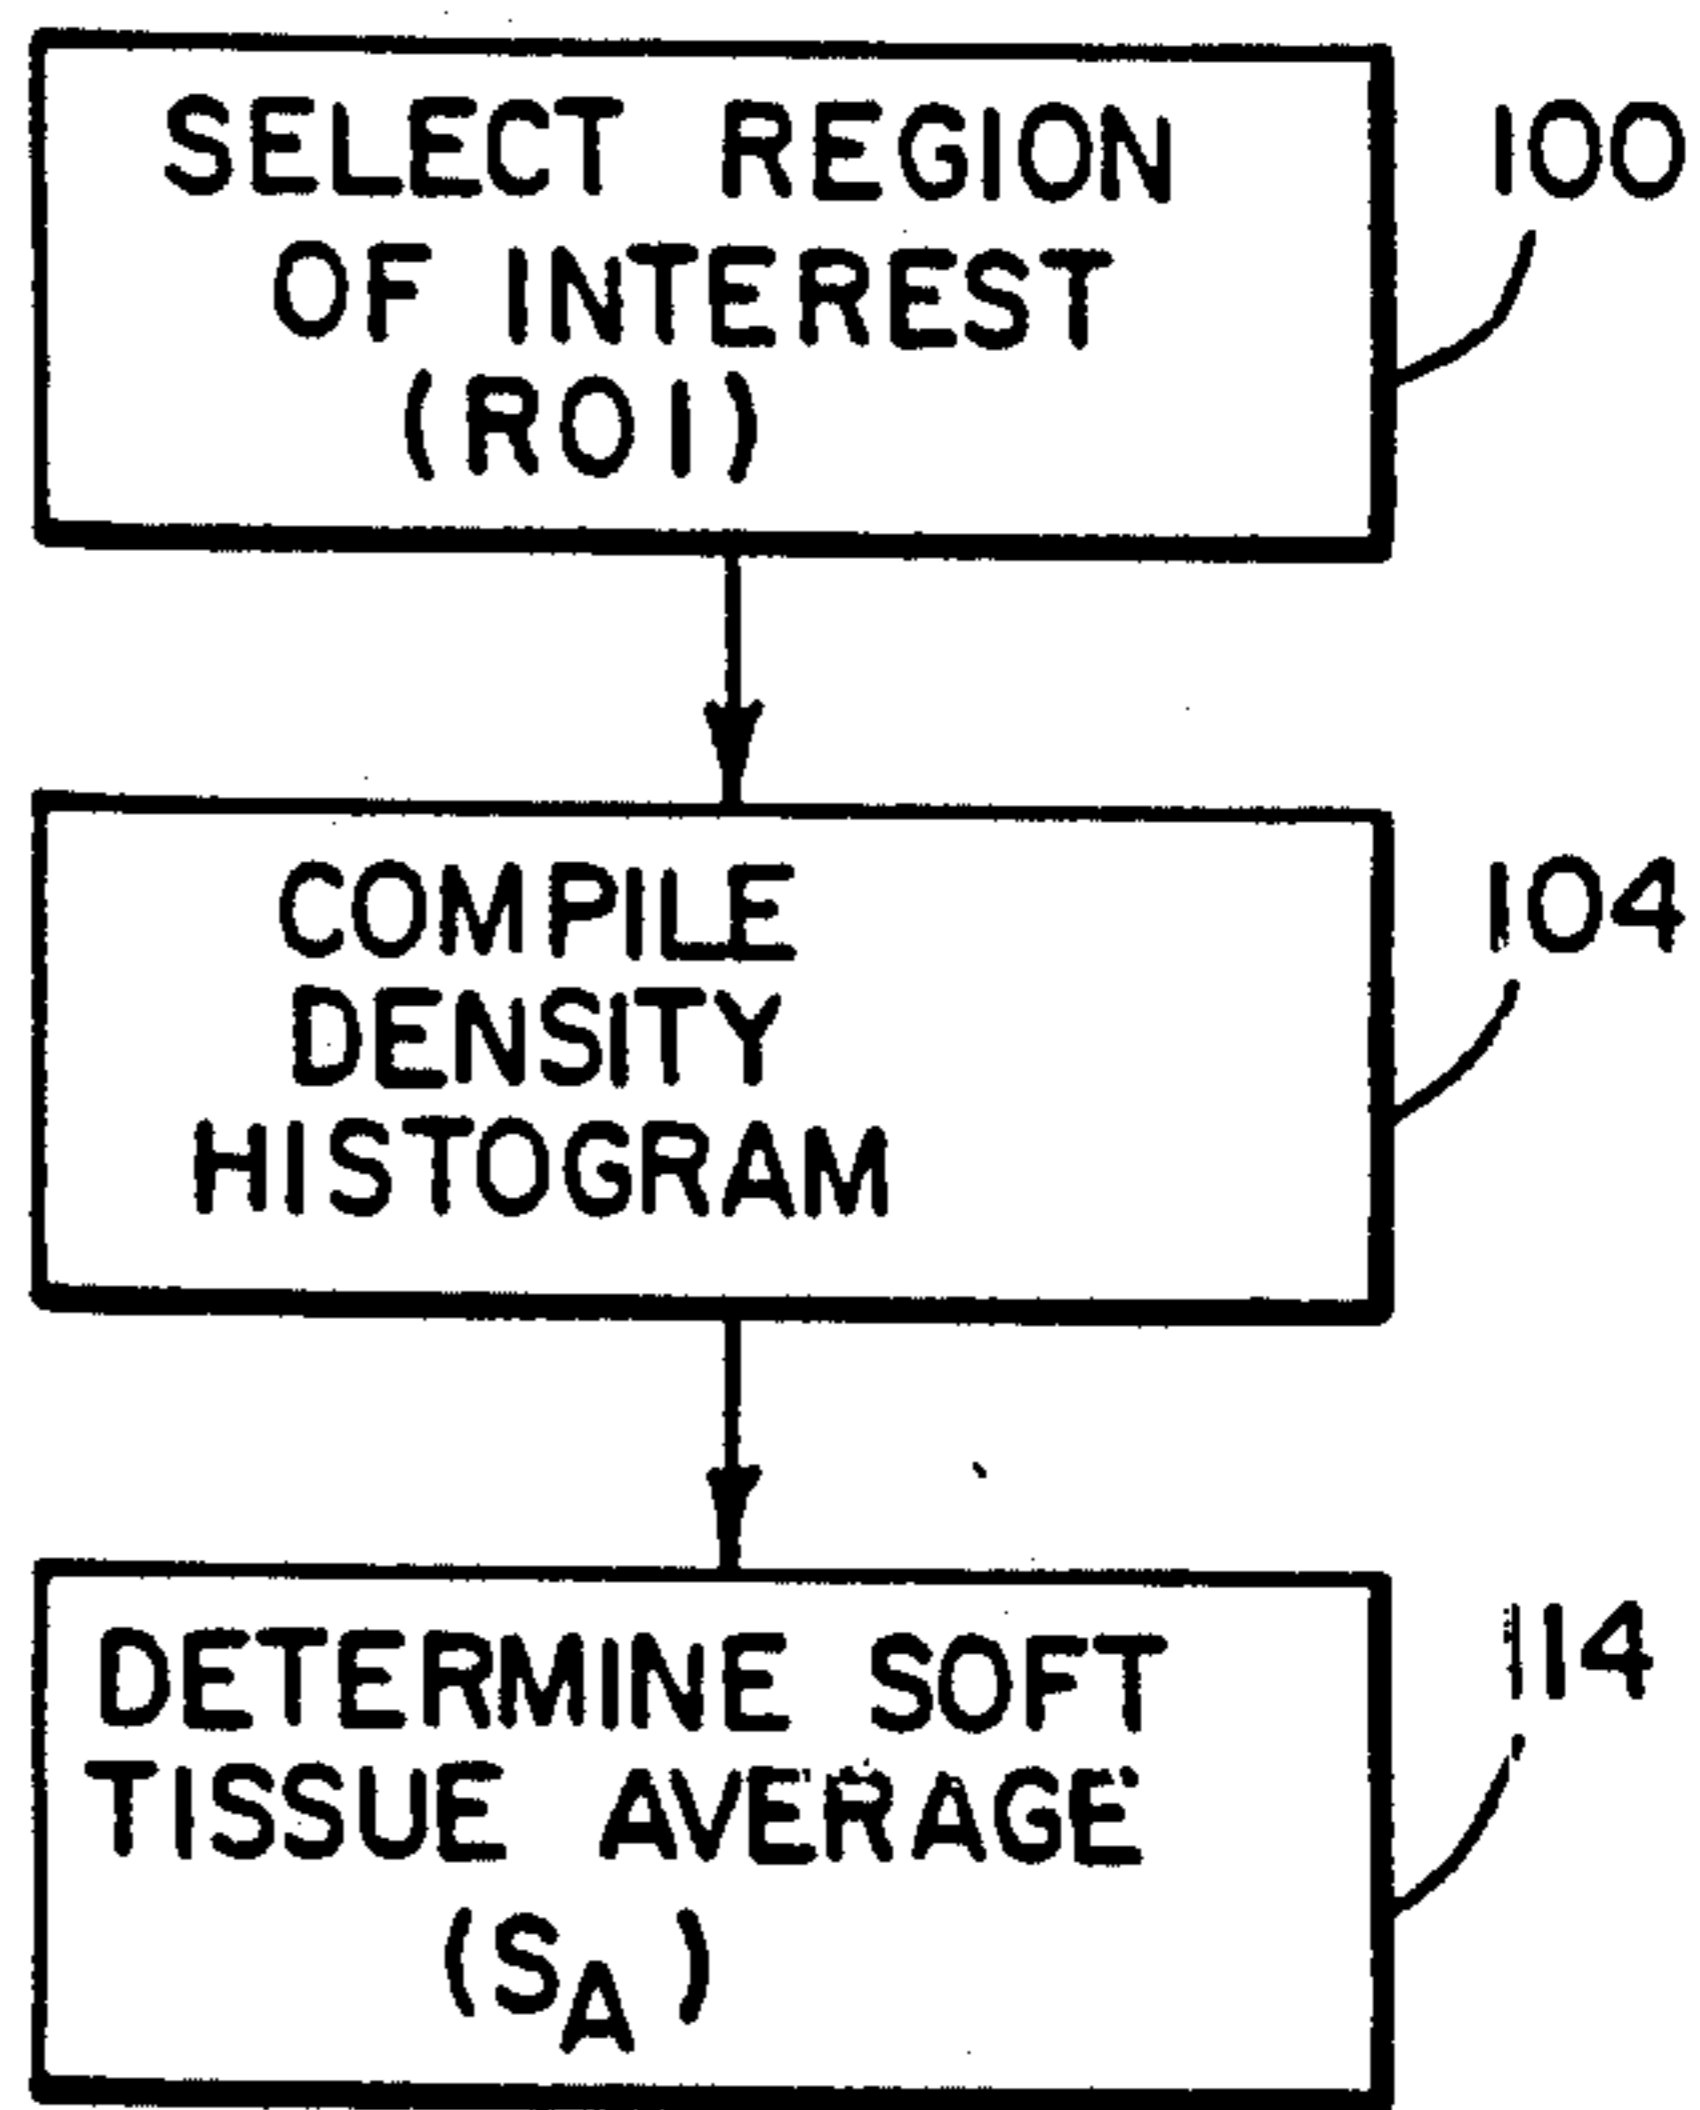 SELECT REGION
OF INTEREST
(ROI)
100
COMPILE
DENSITY
HISTOGRAM
104
DETERMINE SOFT
TISSUE AVERAGE
(SA)
114